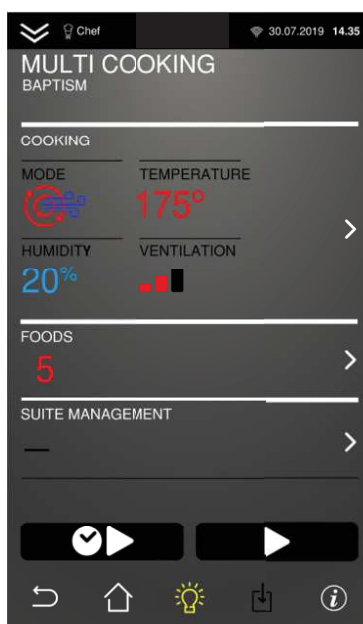 Chef 30.07.2019 14.35
MULTI COOKING
BAPTISM
COOKING
MODE TEMPERATURE
175°
HUMIDITY VENTILATION
20%
FOODS
5
SUITE MANAGEMENT
—
i